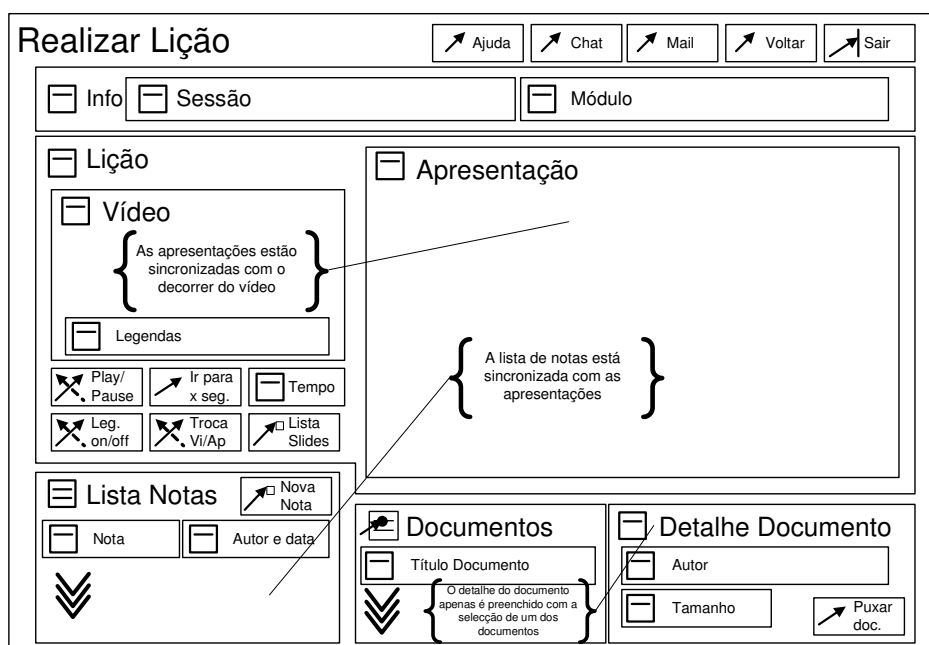 Realizar Lição
Ajuda
Chat
Mail
Voltar
Sair
Info
Sessão
Módulo
Lição
Apresentação
Vídeo
As apresentações estão
sincronizadas com o
decorrer do vídeo
Legendas
Play/
Pause
Ir para
x seg.
Tempo
Leg.
on/off
Troca
Vi/Ap
Lista
Slides
A lista de notas está
sincronizada com as
apresentações
Lista Notas
Nova
Nota
Nota
Autor e data
Documentos
Título Documento
O detalhe do documento
apenas é preenchido com a
selecção de um dos
documentos
Detalhe Documento
Autor
Tamanho
Puxar
doc.